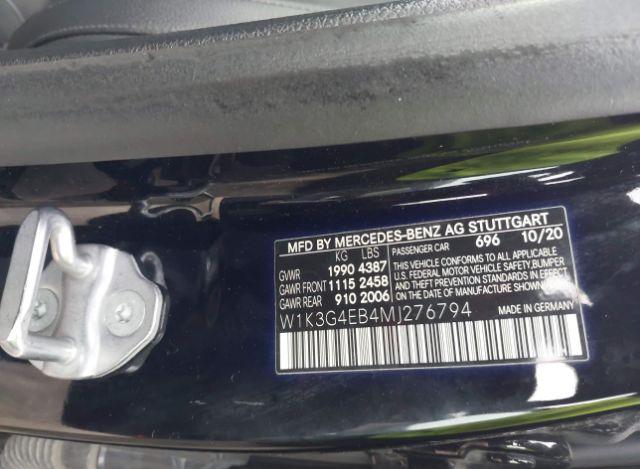 MFD BY MERCEDES-BENZ AG STUTTGART
KG LBS PASSENGER CAR 696 10/20
GVWR 1990 4387
GAWR FRONT 1115 2458
GAWR REAR 910 2006
THIS VEHICLE CONFORMS TO ALL APPLICABLE
U.S. FEDERAL MOTOR VEHICLE SAFETY, BUMPER
AND THEFT PREVENTION STANDARDS IN
EFFECT ON THE DATE OF MANUFACTURE SHOWN
ABOVE.
W1K3G4EB4MJ276794
MADE IN GERMANY